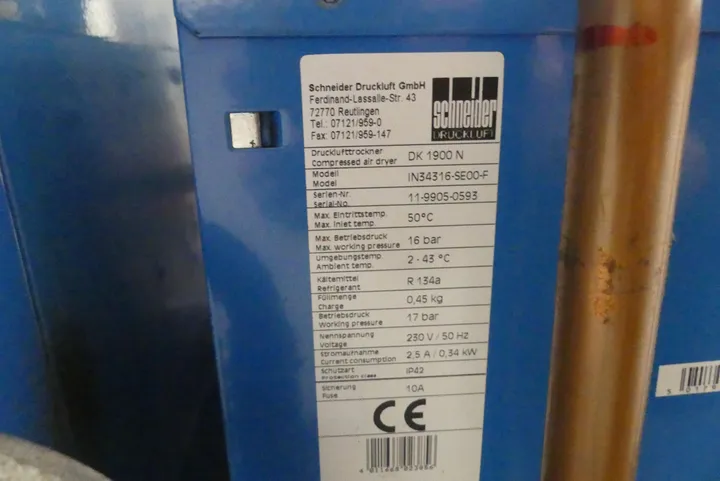 Schneider Druckluft GmbH
Ferdinand-Lassalle-Str. 43
72770 Reutlingen
Tel.: 07121/959-0
Fax: 07121/959-147
schneider
DRUCKLUFT
Drucklufttrockner
Compressed air dryer
DK 1900 N
Modell
Model
IN34316-SE00-F
Serien-Nr.
Serial-No.
11-9905-0593
Max. Eintrittstemp.
Max. Inlet temp.
50°C
Max. Betriebsdruck
Max. working pressure
16 bar
Umgebungstemp
Ambient temp.
2 - 43 °C
Kältemittel
Refrigerant
R 134a
Füllmenge
Charge
0,45 kg
Betriebsdruck
Working pressure
17 bar
Nennspannung
Voltage
230 V / 50 Hz
Stromaufnahme
Current consumption
2,5 A / 0,34 kW
Schutzart
Protection class
IP42
Sicherung
Fuse
10A
CE